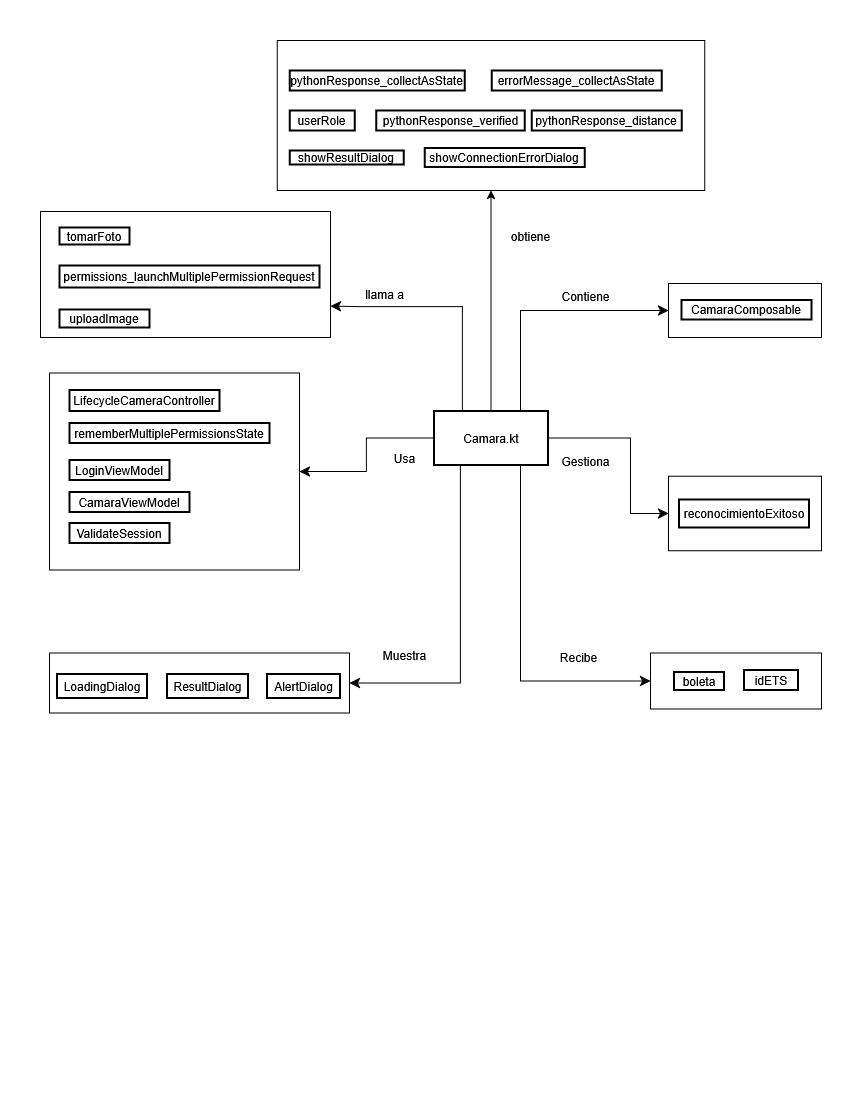 pythonResponse_collectAsState
errorMessage_collectAsState
userRole
pythonResponse_verified
pythonResponse_distance
showResultDialog
showConnectionErrorDialog
obtiene
tomarFoto
permissions_launchMultiplePermissionRequest
uploadImage
llama a
Contiene
CamaraComposable
LifecycleCameraController
rememberMultiplePermissionsState
LoginViewModel
CamaraViewModel
ValidateSession
Usa
Camara.kt
Gestiona
reconocimientoExitoso
Muestra
LoadingDialog
ResultDialog
AlertDialog
Recibe
boleta
idETS